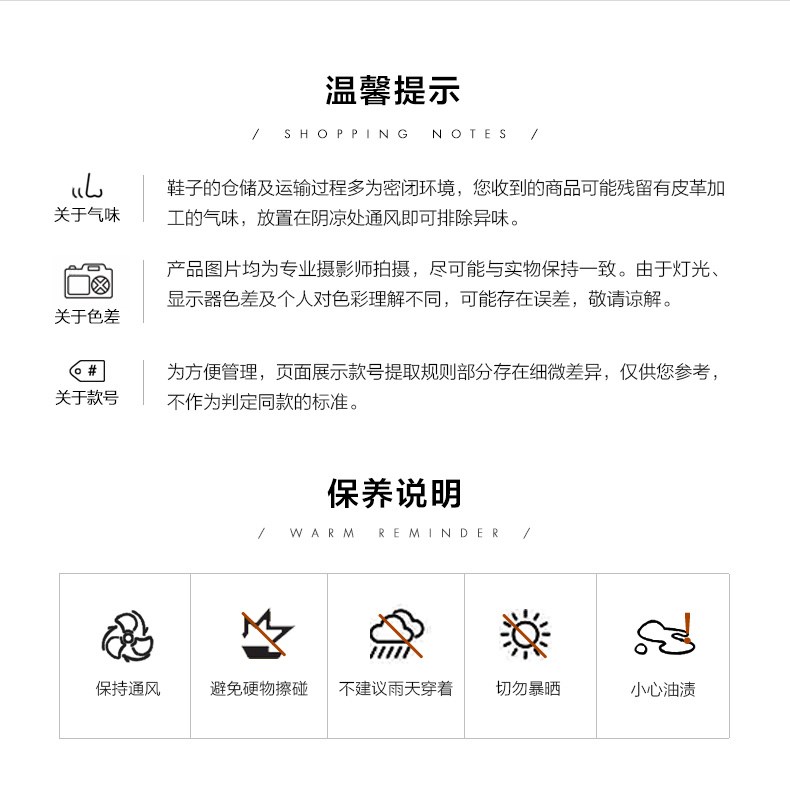 温馨提示
/ SHOPPING NOTES /
关于气味
鞋子的仓储及运输过程多为密闭环境，您收到的商品可能残留有皮革加
工的气味，放置在阴凉处通风即可排除异味。
关于色差
产品图片均为专业摄影师拍摄，尽可能与实物保持一致。由于灯光、
显示器色差及个人对色彩理解不同，可能存在误差，敬请谅解。
#
关于款号
为方便管理，页面展示款号提取规则部分存在细微差异，仅供您参考，
不作为判定同款的标准。
保养说明
/ WARM REMINDER /
保持通风
避免硬物擦碰
不建议雨天穿着
切勿暴晒
小心油渍